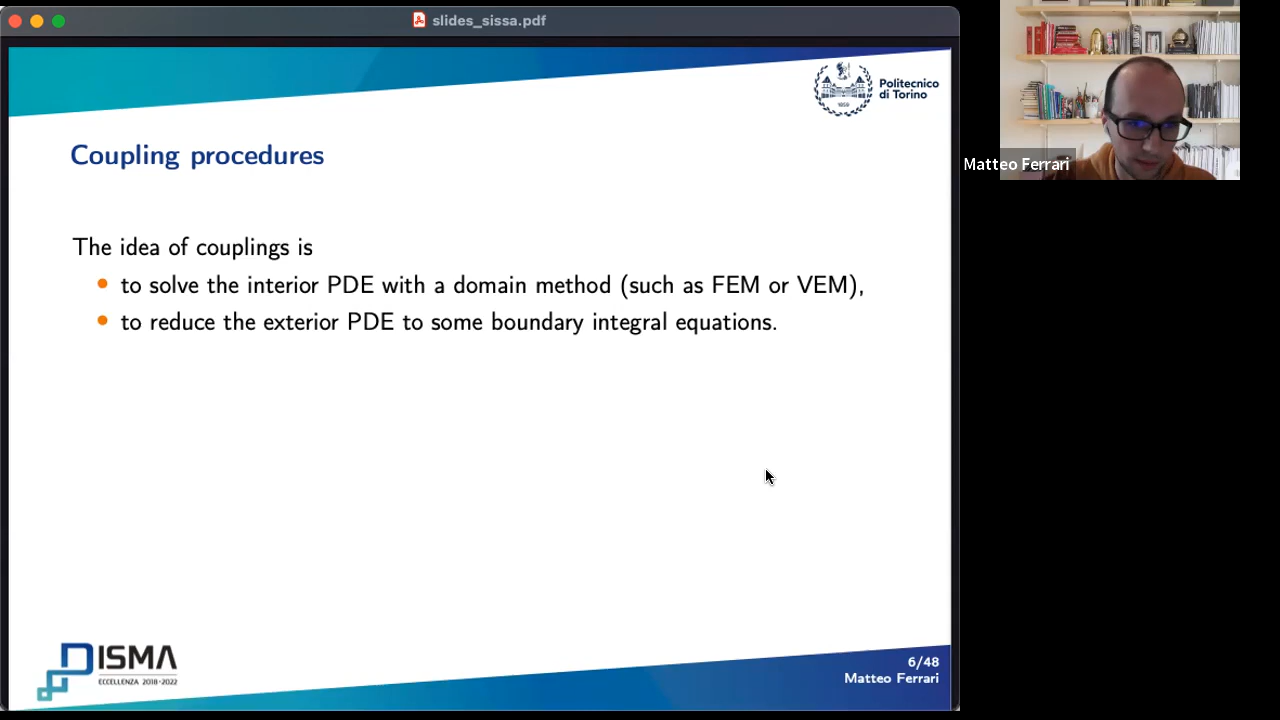 slides_sissa.pdf
Politecnico
di Torino
1859
Coupling procedures
The idea of couplings is
• to solve the interior PDE with a domain method (such as FEM or VEM),
• to reduce the exterior PDE to some boundary integral equations.
DISMA
ECCELLENZA 2018-2022
6/48
Matteo Ferrari
Matteo Ferrari